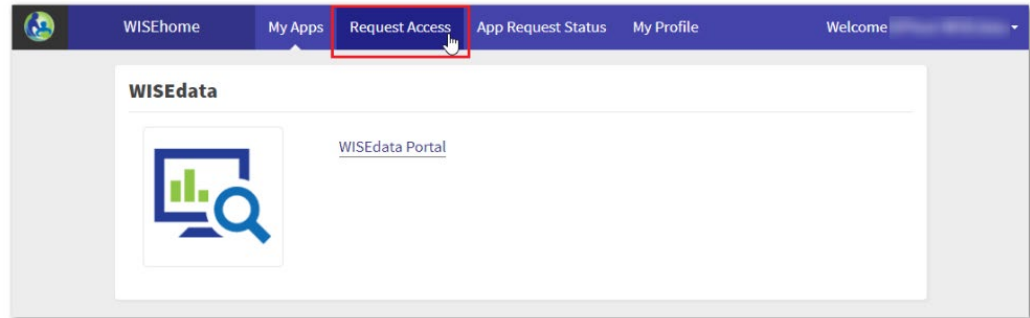 WISEhome My Apps Request Access App Request Status My Profile Welcome
WISEdata
WISEdata Portal